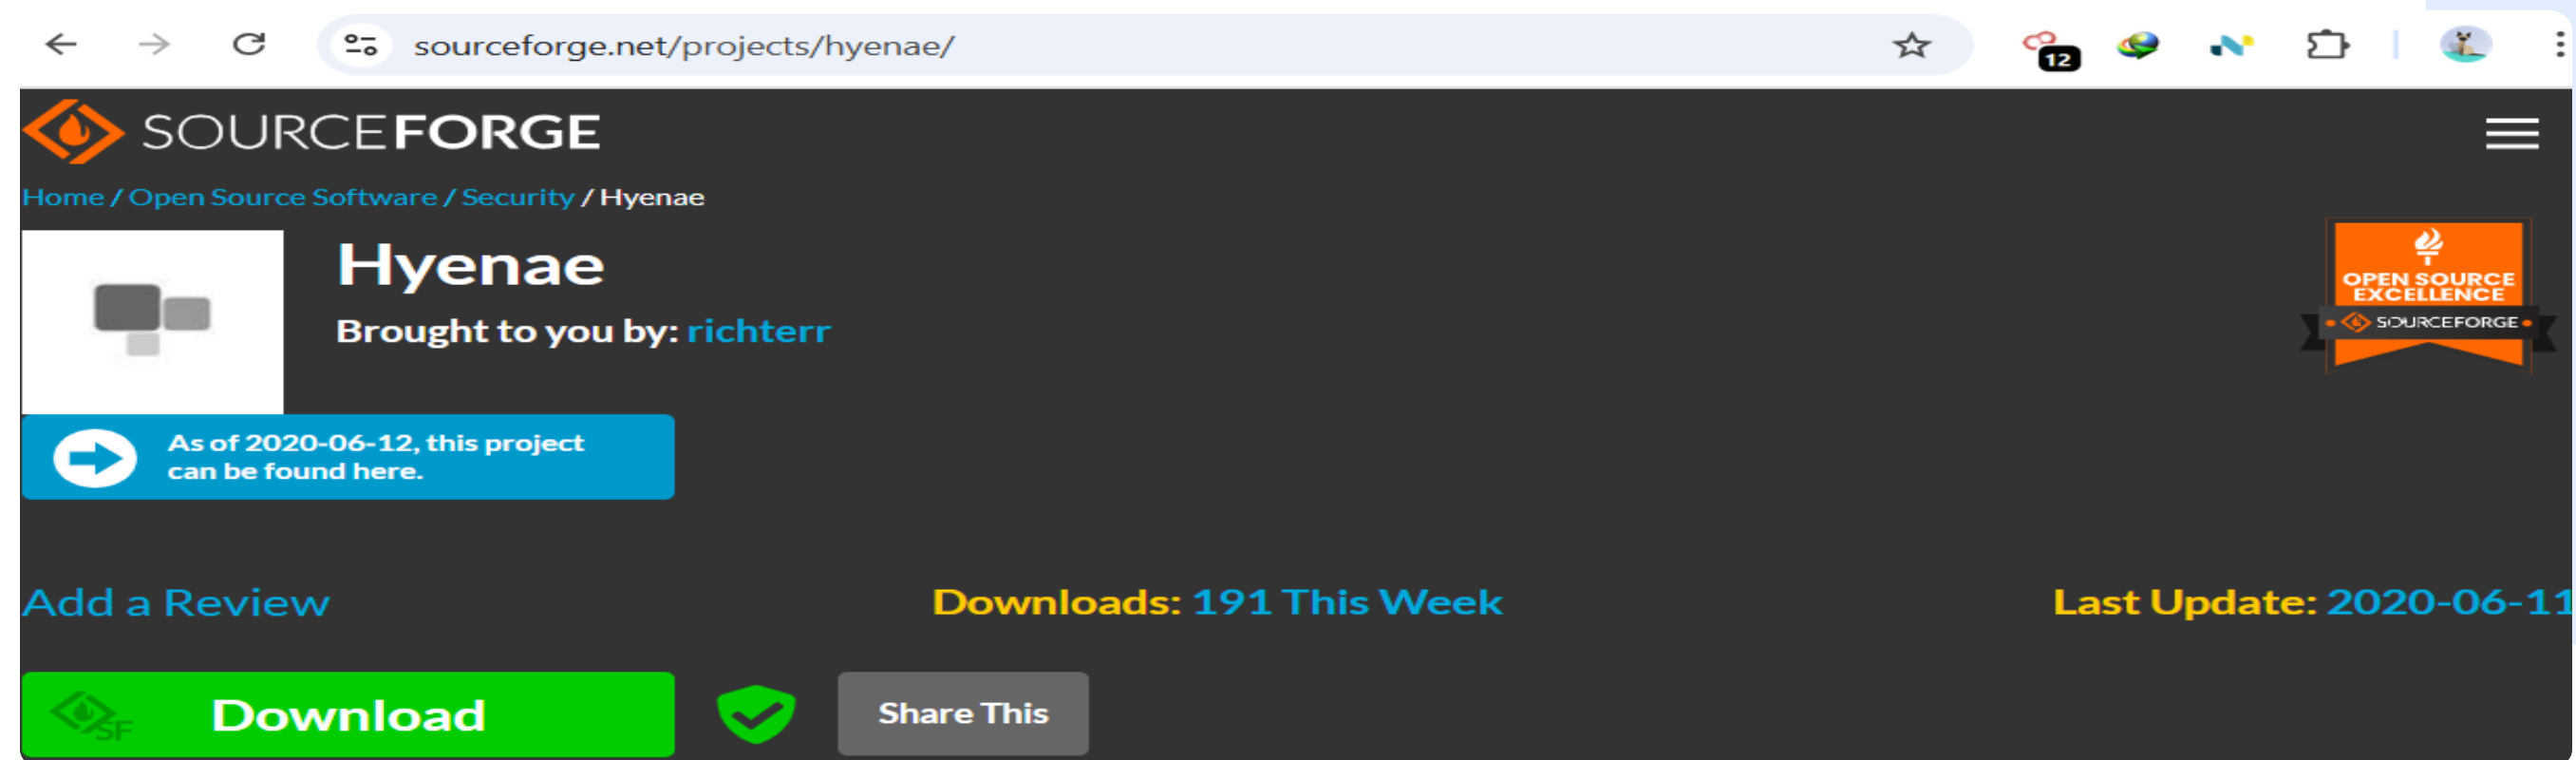 sourceforge.net/projects/hyenae/
12
SOURCEFORGE
Home / Open Source Software / Security / Hyenae
Hyenae
Brought to you by: richterr
OPEN SOURCE
EXCELLENCE
SOURCEFORGE
As of 2020-06-12, this project
can be found here.
Add a Review
Downloads: 191 This Week
Last Update: 2020-06-11
SF
Download
Share This